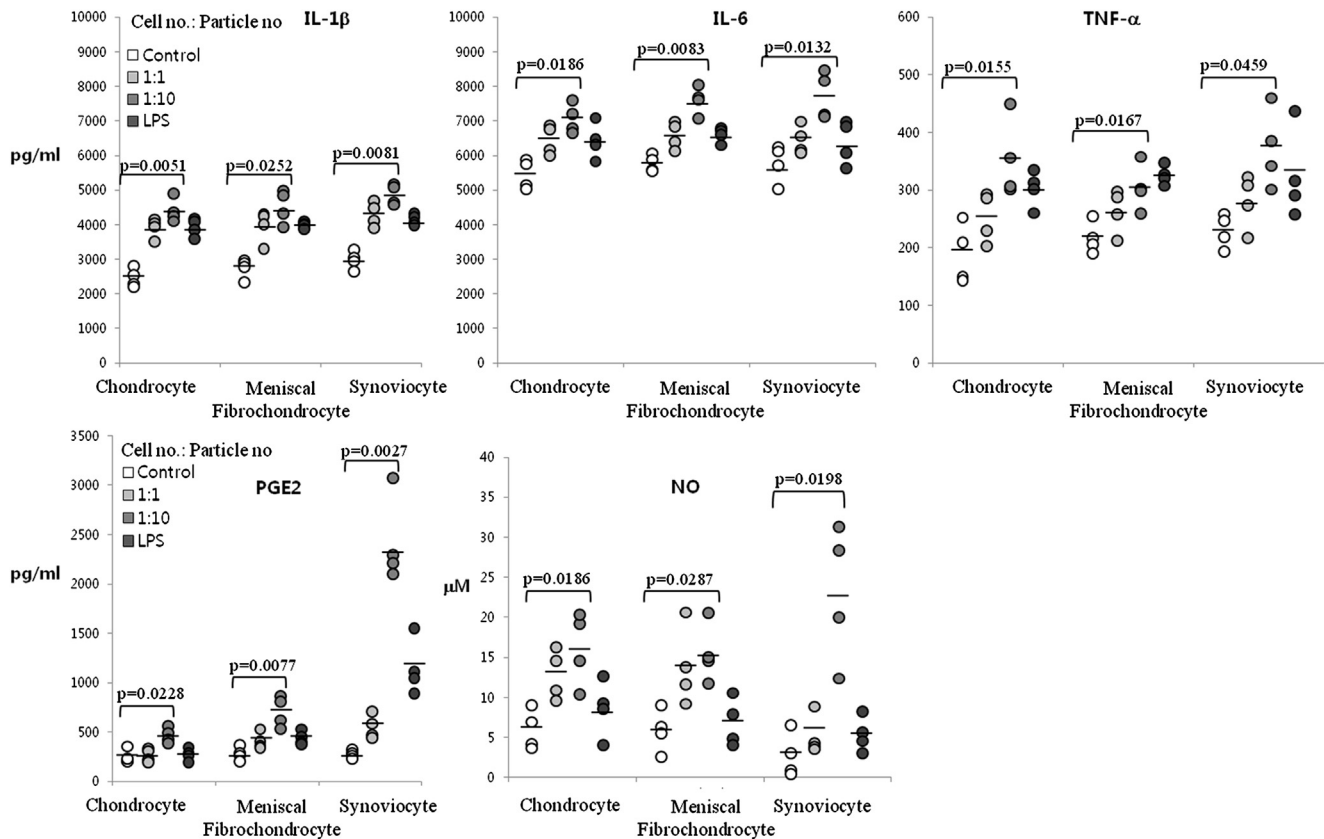 Cell no.: Particle no
Control
1:1
1:10
LPS
IL-1β
pg/ml
10000
9000
8000
7000
6000
5000
4000
3000
2000
1000
0
p=0.0051
p=0.0252
p=0.0081
Chondrocyte
Meniscal
Fibrochondrocyte
Synoviocyte
IL-6
10000
9000
8000
7000
6000
5000
4000
3000
2000
1000
0
p=0.0186
p=0.0083
p=0.0132
Chondrocyte
Meniscal
Fibrochondrocyte
Synoviocyte
TNF-α
600
500
400
300
200
100
0
p=0.0155
p=0.0167
p=0.0459
Chondrocyte
Meniscal
Fibrochondrocyte
Synoviocyte
Cell no.: Particle no
Control
1:1
1:10
LPS
PGE2
pg/ml
3500
3000
2500
2000
1500
1000
500
0
p=0.0228
p=0.0077
p=0.0027
Chondrocyte
Meniscal
Fibrochondrocyte
Synoviocyte
NO
μM
40
35
30
25
20
15
10
5
0
p=0.0186
p=0.0287
p=0.0198
Chondrocyte
Meniscal
Fibrochondrocyte
Synoviocyte